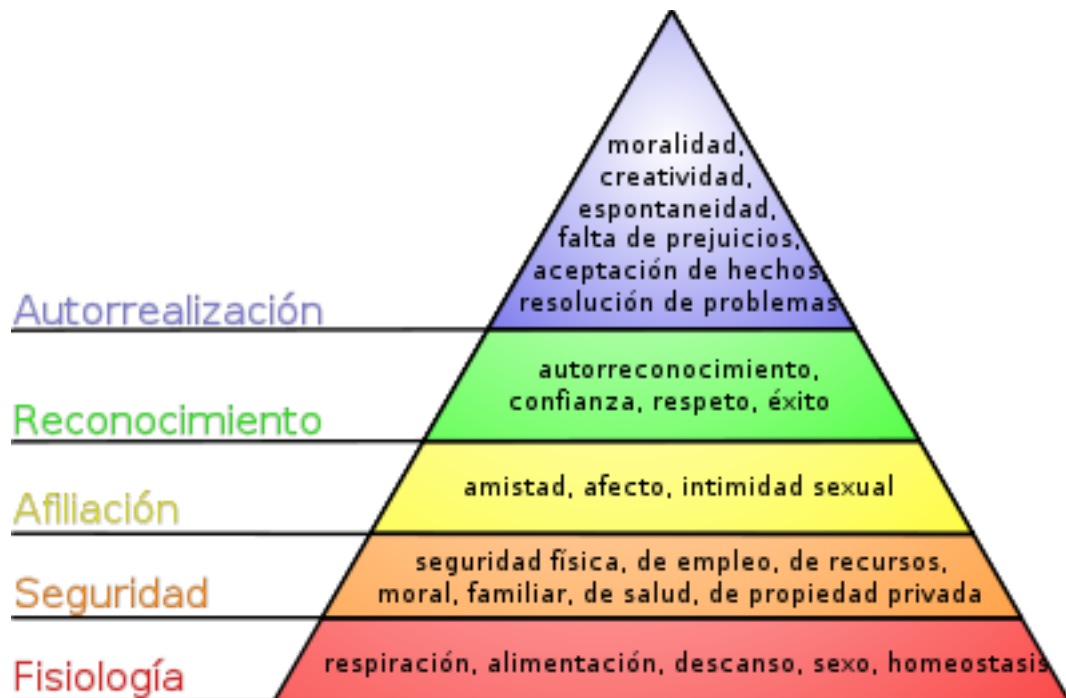 moralidad,
creatividad,
espontaneidad,
falta de prejuicios,
aceptación de hechos,
resolución de problemas
Autorrealización
autorreconocimiento,
confianza, respeto, éxito
Reconocimiento
amistad, afecto, intimidad sexual
Afiliación
seguridad física, de empleo, de recursos,
moral, familiar, de salud, de propiedad privada
Seguridad
respiración, alimentación, descanso, sexo, homeostasis
Fisiología